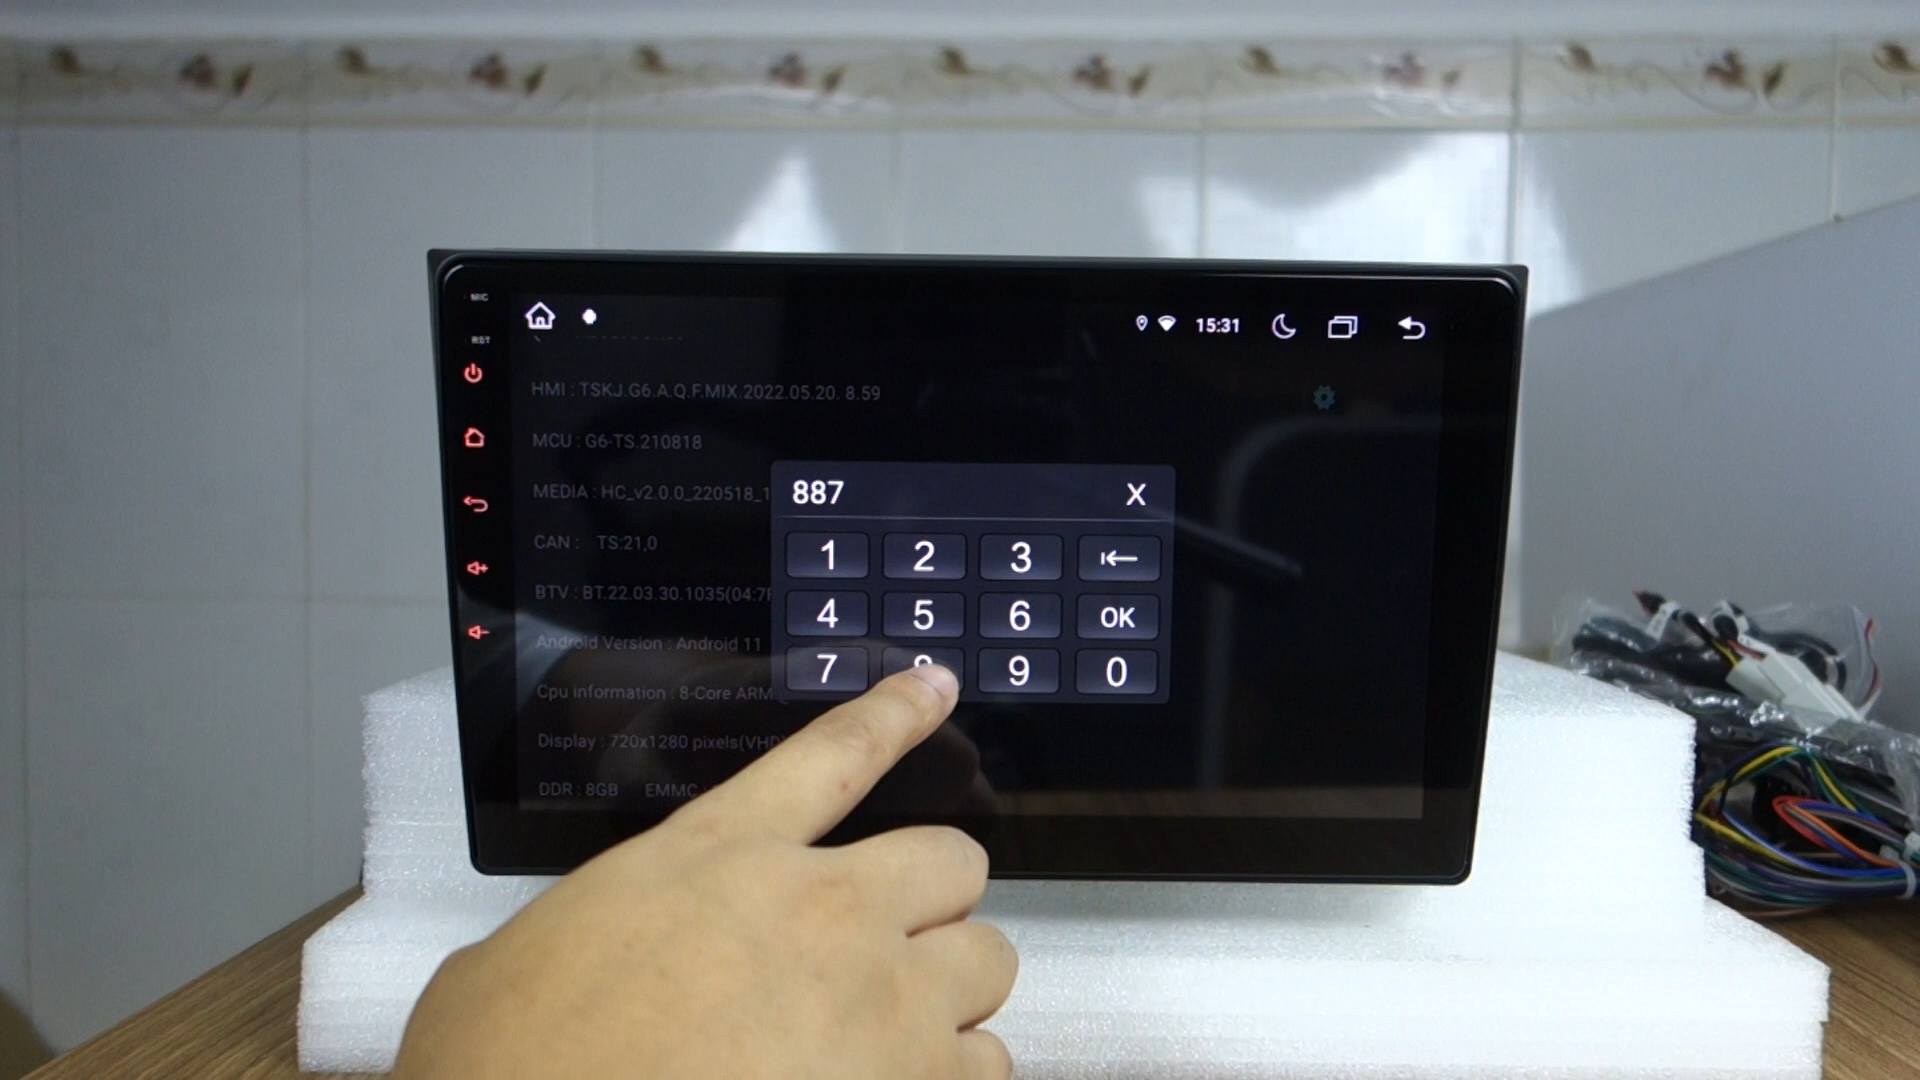 MIC
RST
15:31
HMI : TSKJ.G6.A.Q.F.MIX.2022.05.20. 8.59
MCU : G6-TS.210818
MEDIA : HC_v2.0.0_220518_1
CAN : TS:21,0
BTV : BT.22.03.30.1035(04:7F
Android Version : Android 11
Cpu information : 8-Core ARM
Display : 720x1280 pixels(VHD
DDR : 8GB EMMC :
887 X
1 2 3
4 5 6 OK
7 8 9 0